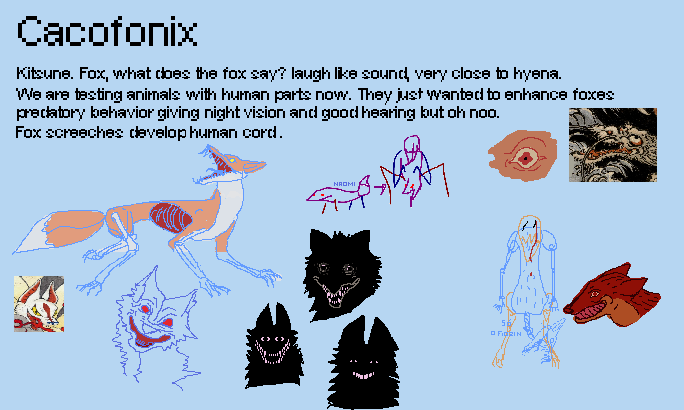 Cacofonix
Kitsune. Fox, what does the fox say? laugh like sound, very close to hyena.
We are testing animals with human parts now. They just wanted to enhance foxes
predatory behavior giving night vision and good hearing but oh noo.
Fox screeches develop human cord.
NAOMI